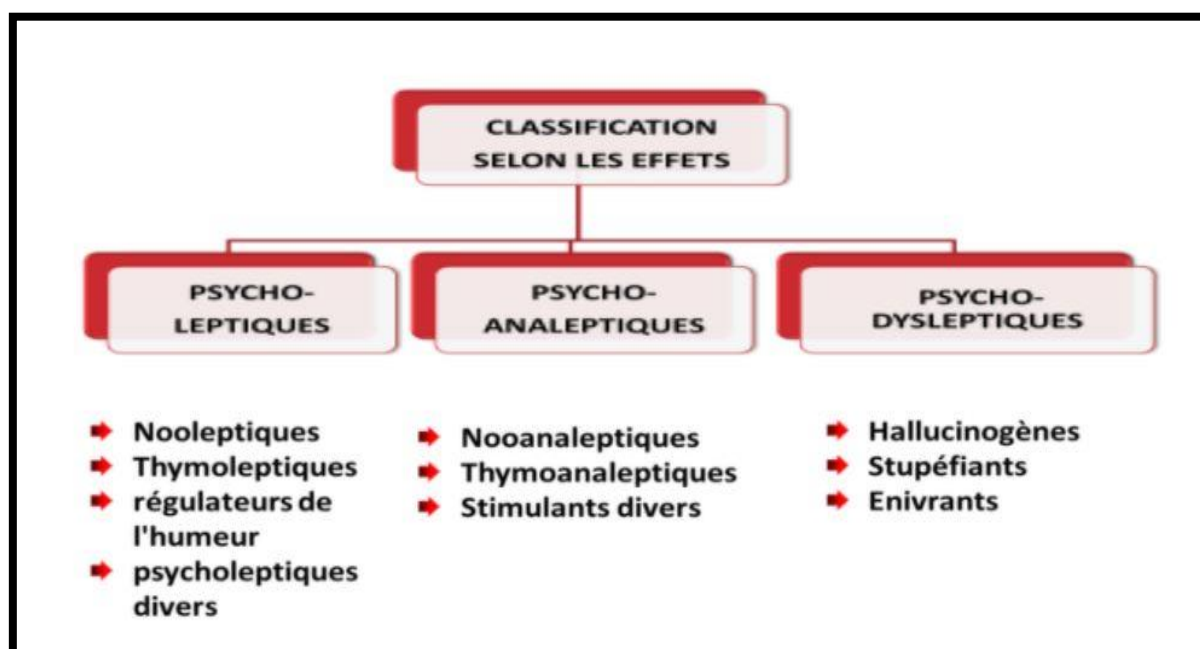 CLASSIFICATION
SELON LES EFFETS
PSYCHO-
LEPTIQUES
PSYCHO-
ANALEPTIQUES
PSYCHO-
DYSLEPTIQUES
Nooleptiques
Thymoleptiques
régulateurs de
l'humeur
psycholeptiques
divers
Nooanaleptiques
Thymoanaleptiques
Stimulants divers
Hallucinogènes
Stupéfiants
Enivrants